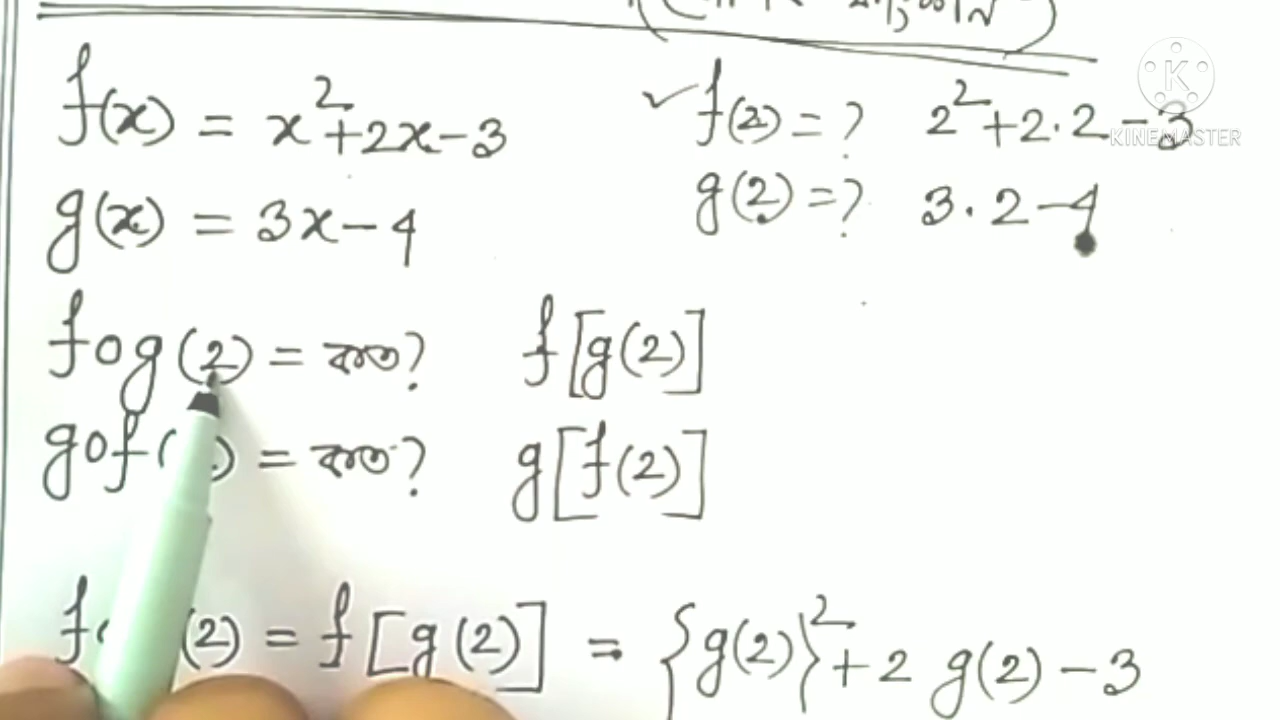 f(x) = x²+2x-3 ✓ f(2) = ? 2²+2·2-3
KINEMASTER
g(x) = 3x-4 g(2) = ? 3·2-4
fog(2) = কত? f[g(2)]
gof( ) = কত? g[f(2)]
(2) = f[g(2)] = {g(2)}²+2 g(2)-3